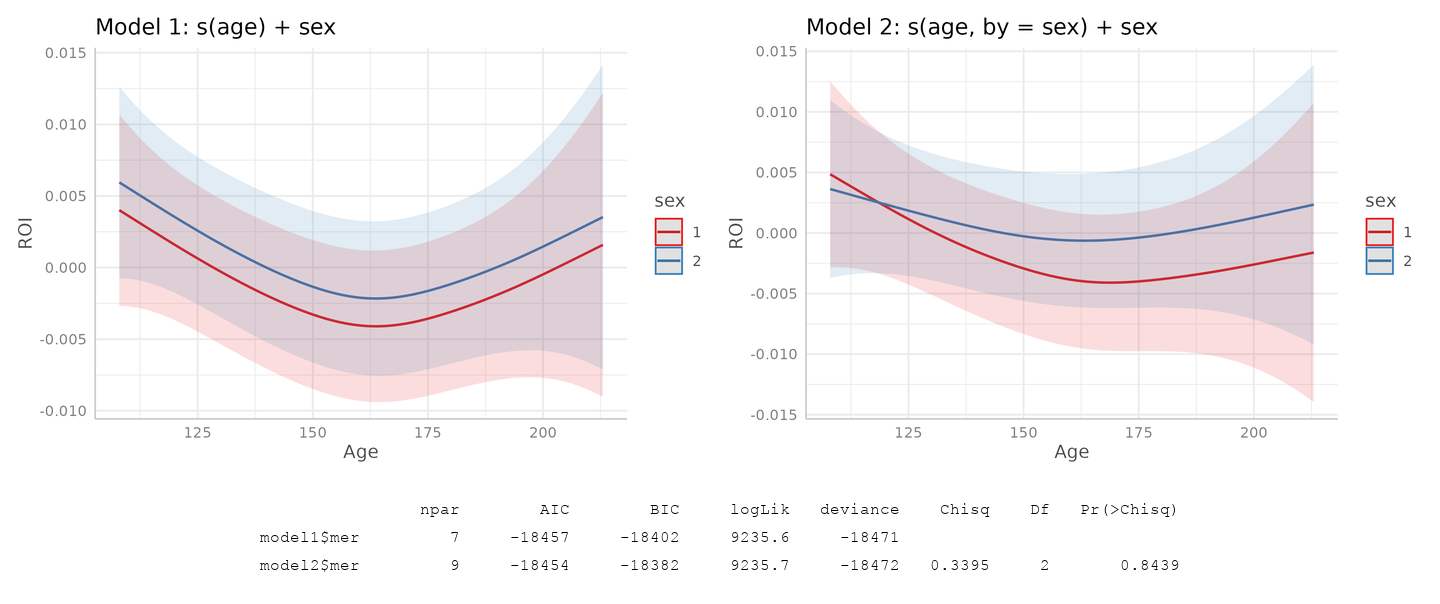 Model 1: s(age) + sex
0.015
0.010
0.005
0.000
-0.005
-0.010
ROI
125 150 175 200
Age
sex
1
2
Model 2: s(age, by = sex) + sex
0.015
0.010
0.005
0.000
-0.005
-0.010
-0.015
ROI
125 150 175 200
Age
sex
1
2
npar AIC BIC logLik deviance Chisq Df Pr(>Chisq)
model1$mer 7 -18457 -18402 9235.6 -18471
model2$mer 9 -18454 -18382 9235.7 -18472 0.3395 2 0.8439